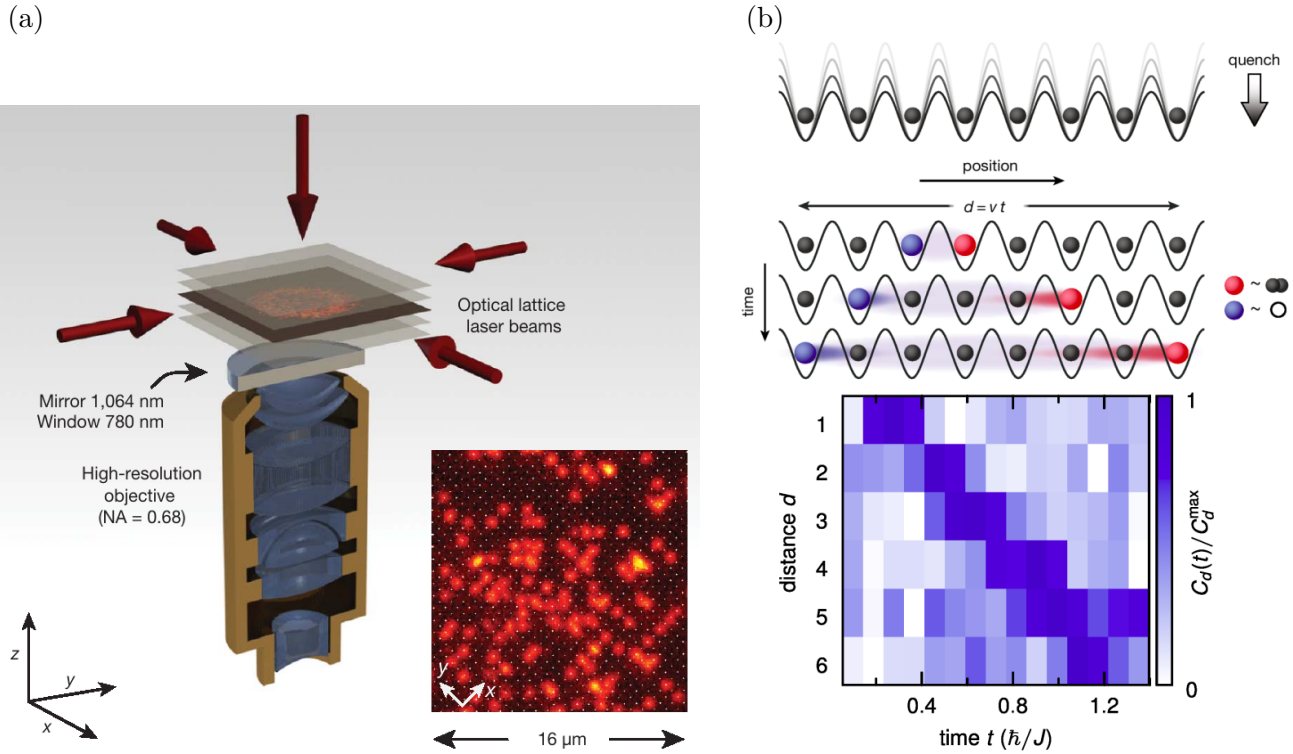 (a)
Optical lattice
laser beams
Mirror 1,064 nm
Window 780 nm
High-resolution
objective
(NA = 0.68)
z
y
x
y
x
16 µm
(b)
quench
position
d = v t
time
~
~
distance d
1
2
3
4
5
6
0.4
0.8
1.2
time t (ħ/J)
1
0
C_d(t) / C_d^max